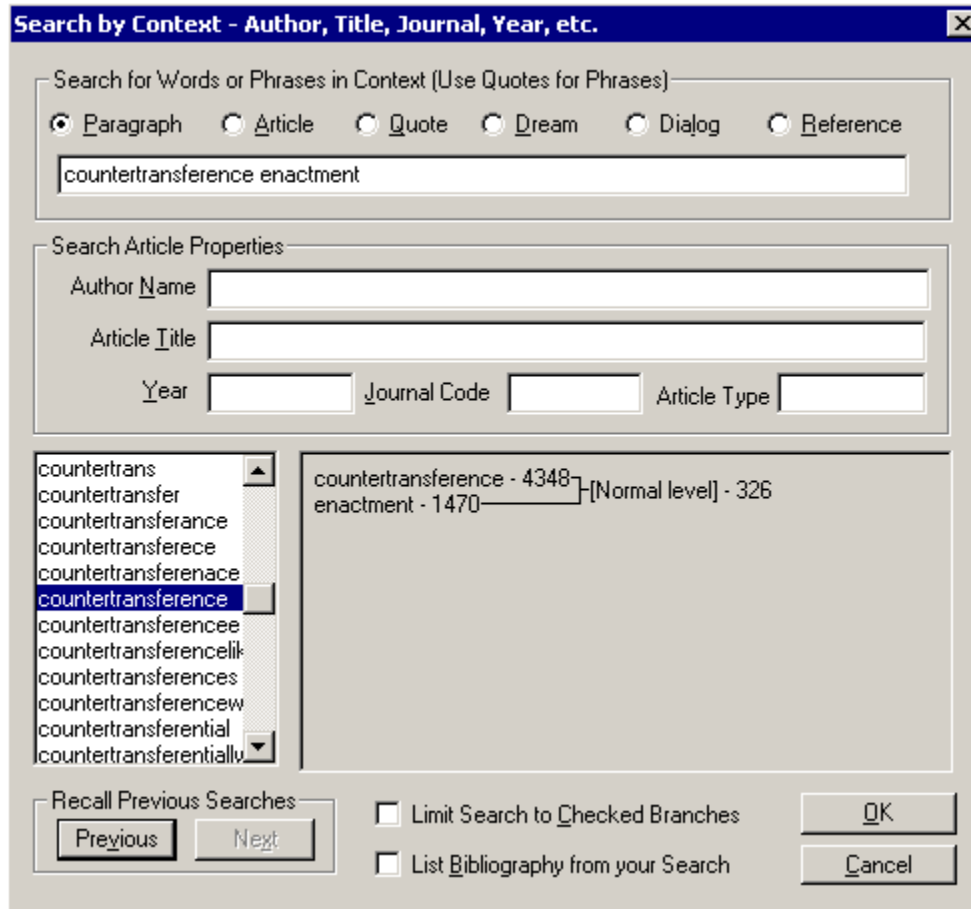 Search by Context - Author, Title, Journal, Year, etc.
Search for Words or Phrases in Context (Use Quotes for Phrases)
Paragraph Article Quote Dream Dialog Reference
countertransference enactment
Search Article Properties
Author Name
Article Title
Year Journal Code Article Type
countertrans
countertransfer
countertransferance
countertransferece
countertransferenace
countertransference
countertransferencee
countertransferencelik
countertransferences
countertransferencew
countertransferential
countertransferentially
countertransference - 4348
enactment - 1470
[Normal level] - 326
Recall Previous Searches
Previous Next
Limit Search to Checked Branches
List Bibliography from your Search
OK
Cancel